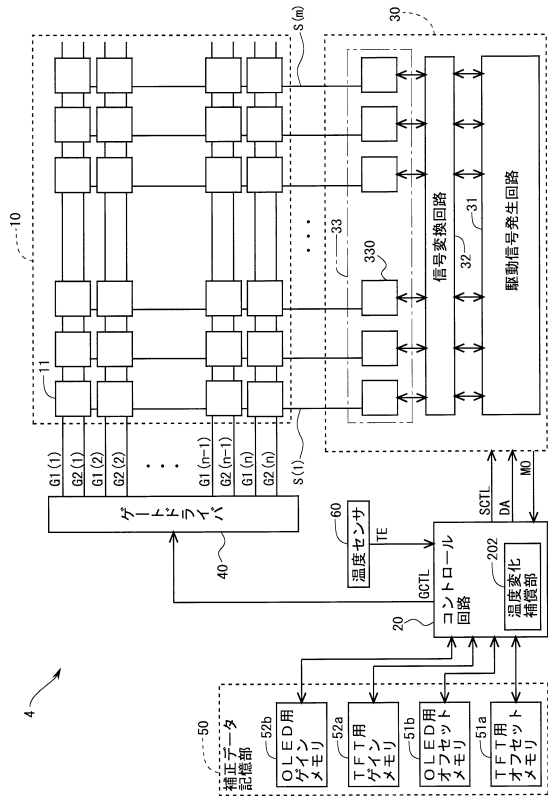 4
10
11
G1(1)
G2(1)
G1(2)
G2(2)
G1(n-1)
G2(n-1)
G1(n)
G2(n)
S(1)
S(m)
ゲートドライバ
40
30
33
330
信号変換回路
32
31
駆動信号発生回路
温度センサ
60
TE
GCTL
SCTL
DA
MO
20
コントロール
回路
202
温度変化
補償部
50
補正データ
記憶部
52b
OLED用
ゲイン
メモリ
52a
TFT用
ゲイン
メモリ
51b
OLED用
オフセット
メモリ
51a
TFT用
オフセット
メモリ